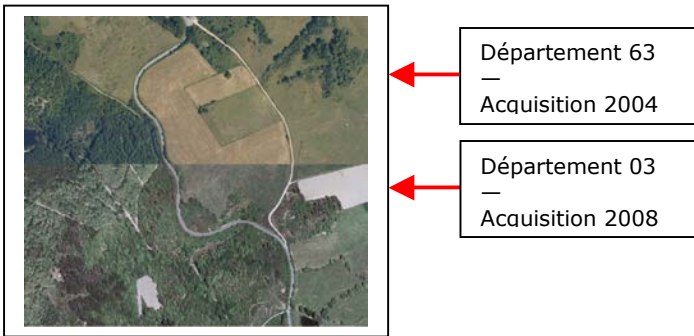 Département 63
—
Acquisition 2004
Département 03
—
Acquisition 2008